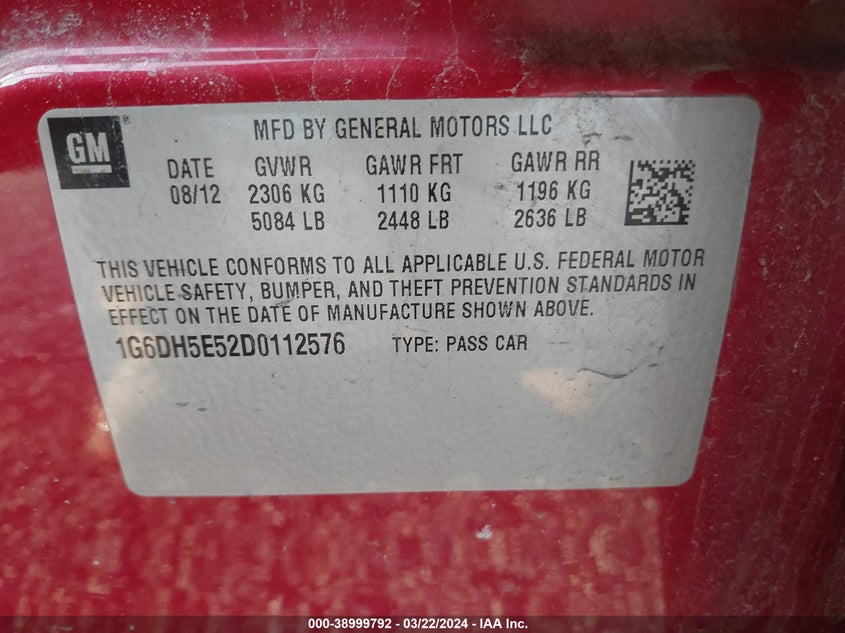 GM
MFD BY GENERAL MOTORS LLC
DATE GVWR GAWR FRT GAWR RR
08/12 2306 KG 1110 KG 1196 KG
5084 LB 2448 LB 2636 LB
THIS VEHICLE CONFORMS TO ALL APPLICABLE U.S. FEDERAL MOTOR
VEHICLE SAFETY, BUMPER, AND THEFT PREVENTION STANDARDS IN
EFFECT ON THE DATE OF MANUFACTURE SHOWN ABOVE.
1G6DH5E52D0112576 TYPE: PASS CAR
000-38999792 / 03/22/2024 - IAA Inc.